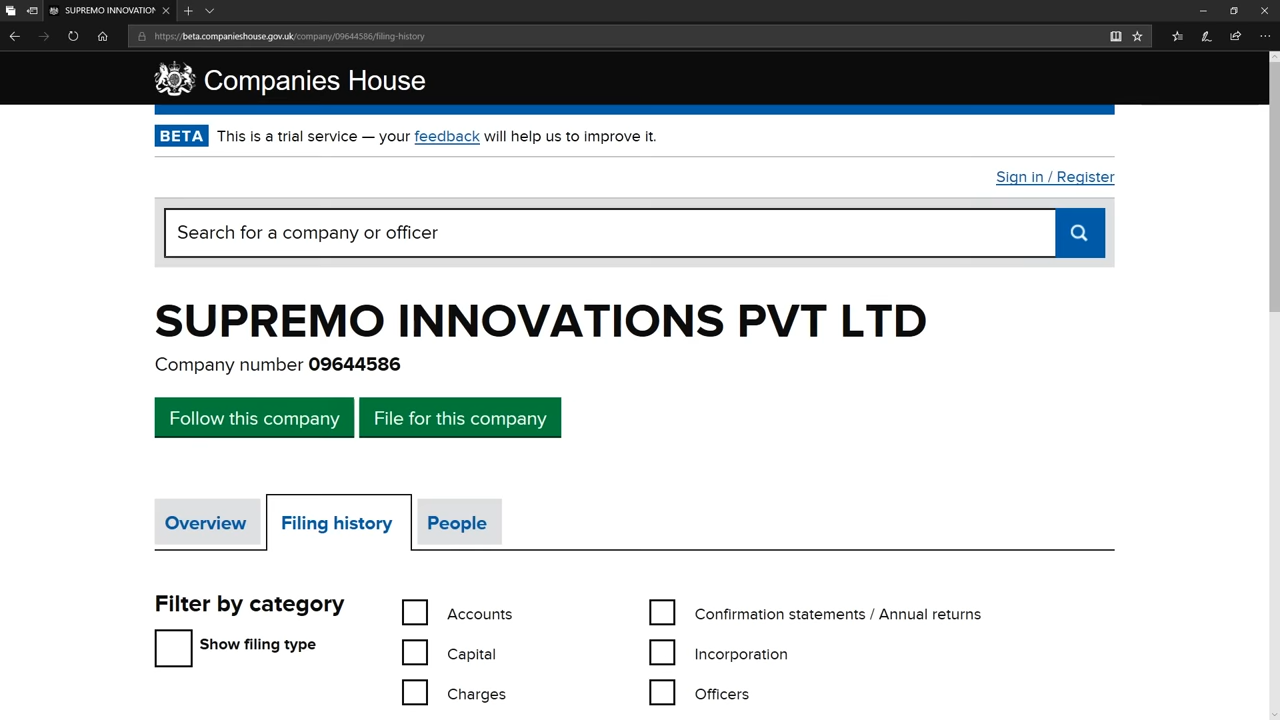 SUPREMO INNOVATION
https://beta.companieshouse.gov.uk/company/09644586/filing-history
Companies House
BETA This is a trial service — your feedback will help us to improve it.
Sign in / Register
Search for a company or officer
SUPREMO INNOVATIONS PVT LTD
Company number 09644586
Follow this company File for this company
Overview Filing history People
Filter by category
Show filing type
Accounts Confirmation statements / Annual returns
Capital Incorporation
Charges Officers